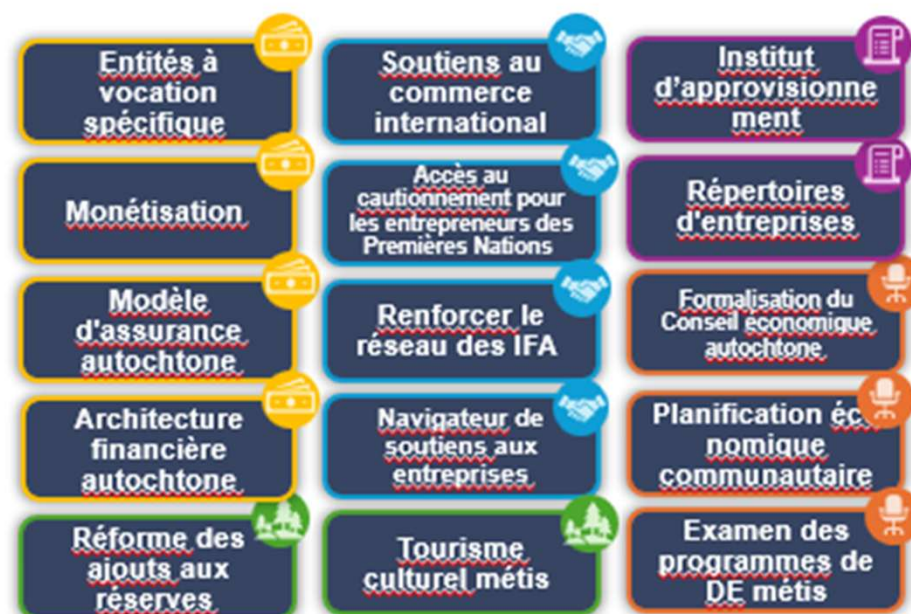 Entités à
vocation
spécifique
Soutiens au
commerce
international
Institut
d'approvisionne
ment
Monétisation
Accès au
cautionnement pour
les entrepreneurs des
Premières Nations
Répertoires
d'entreprises
Modèle
d'assurance
autochtone
Renforcer le
réseau des IFA
Formalisation du
Conseil économique
autochtone
Architecture
financière
autochtone
Navigateur de
soutiens aux
entreprises
Planification éco
nomique
communautaire
Réforme des
ajouts aux
réserves
Tourisme
culturel métis
Examen des
programmes de
DE métis